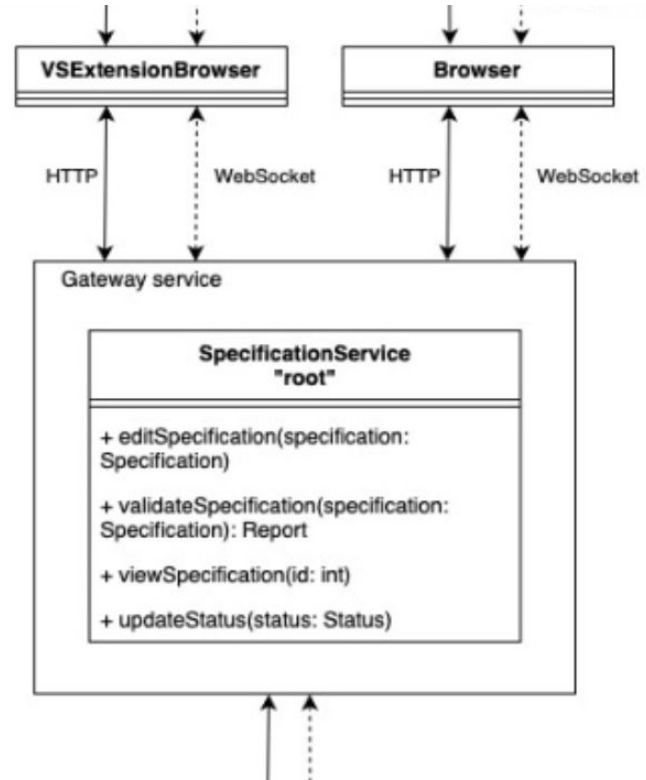 VSExtensionBrowser
Browser
HTTP
WebSocket
HTTP
WebSocket
Gateway service
SpecificationService
"root"
+ editSpecification(specification:
Specification)
+ validateSpecification(specification:
Specification): Report
+ viewSpecification(id: int)
+ updateStatus(status: Status)